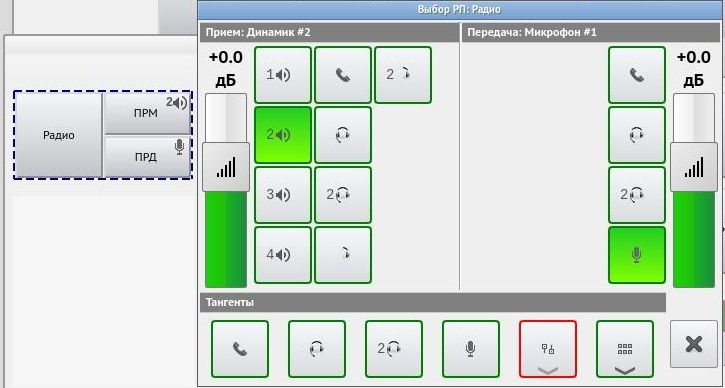 Выбор РП: Радио
Прием: Динамик #2
Передача: Микрофон #1
+0.0
дБ
1
2
2
3
2
4
2
+0.0
дБ
Радио
ПРМ
2
ПРД
Тангенты
2